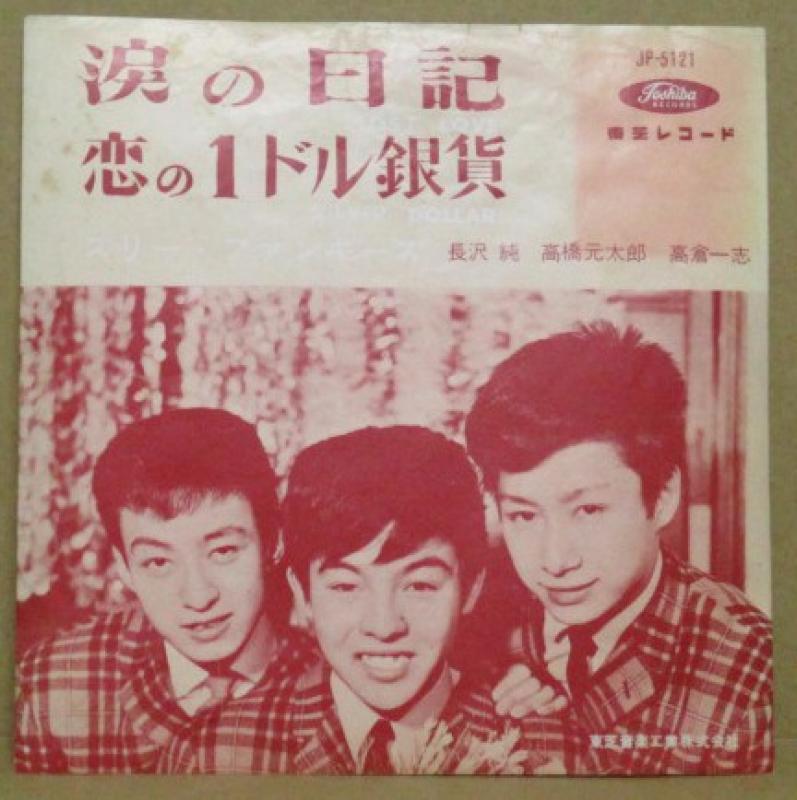 涙の日記
JP-5121
Toshiba
RECORDS
東芝レコード
恋の1ドル銀貨
DOLLAR
スリー・ファンキーズ
長沢 純 高橋元太郎 高倉一志
東芝音楽工業株式会社